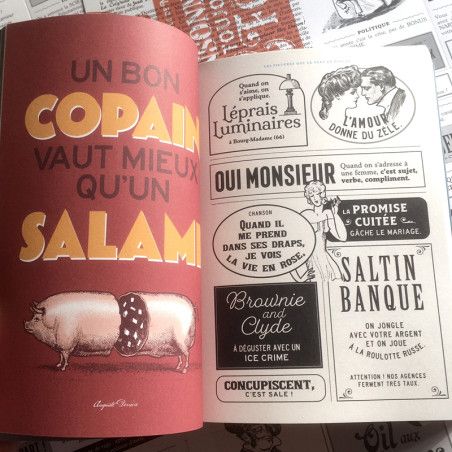 UN BON
COPAIN
VAUT MIEUX
QU'UN
SALAMI
Auguste Derrière
Quand on
s'aime, on
s'applique.
Léprais
Luminaires
à Bourg-Madame (66)
L'AMOUR
DONNE DU ZÈLE.
OUI MONSIEUR
Quand on s'adresse à
une femme, c'est sujet,
verbe, compliment.
CHANSON
QUAND IL
ME PREND
DANS SES DRAPS,
JE VOIS
LA VIE EN ROSE.
LA PROMISE
CUITÉE
GÂCHE LE MARIAGE.
Brownie
and
Clyde
À DÉGUSTER AVEC UN
ICE CRIME
SALTIN
BANQUE
ON JONGLE
AVEC VOTRE ARGENT
ET ON JOUE
À LA ROULOTTE RUSSE.
ATTENTION ! NOS AGENCES
FERMENT TRÈS TAUX.
CONCUPISCENT,
C'EST SALE !
POLITIQUE
Oil aux